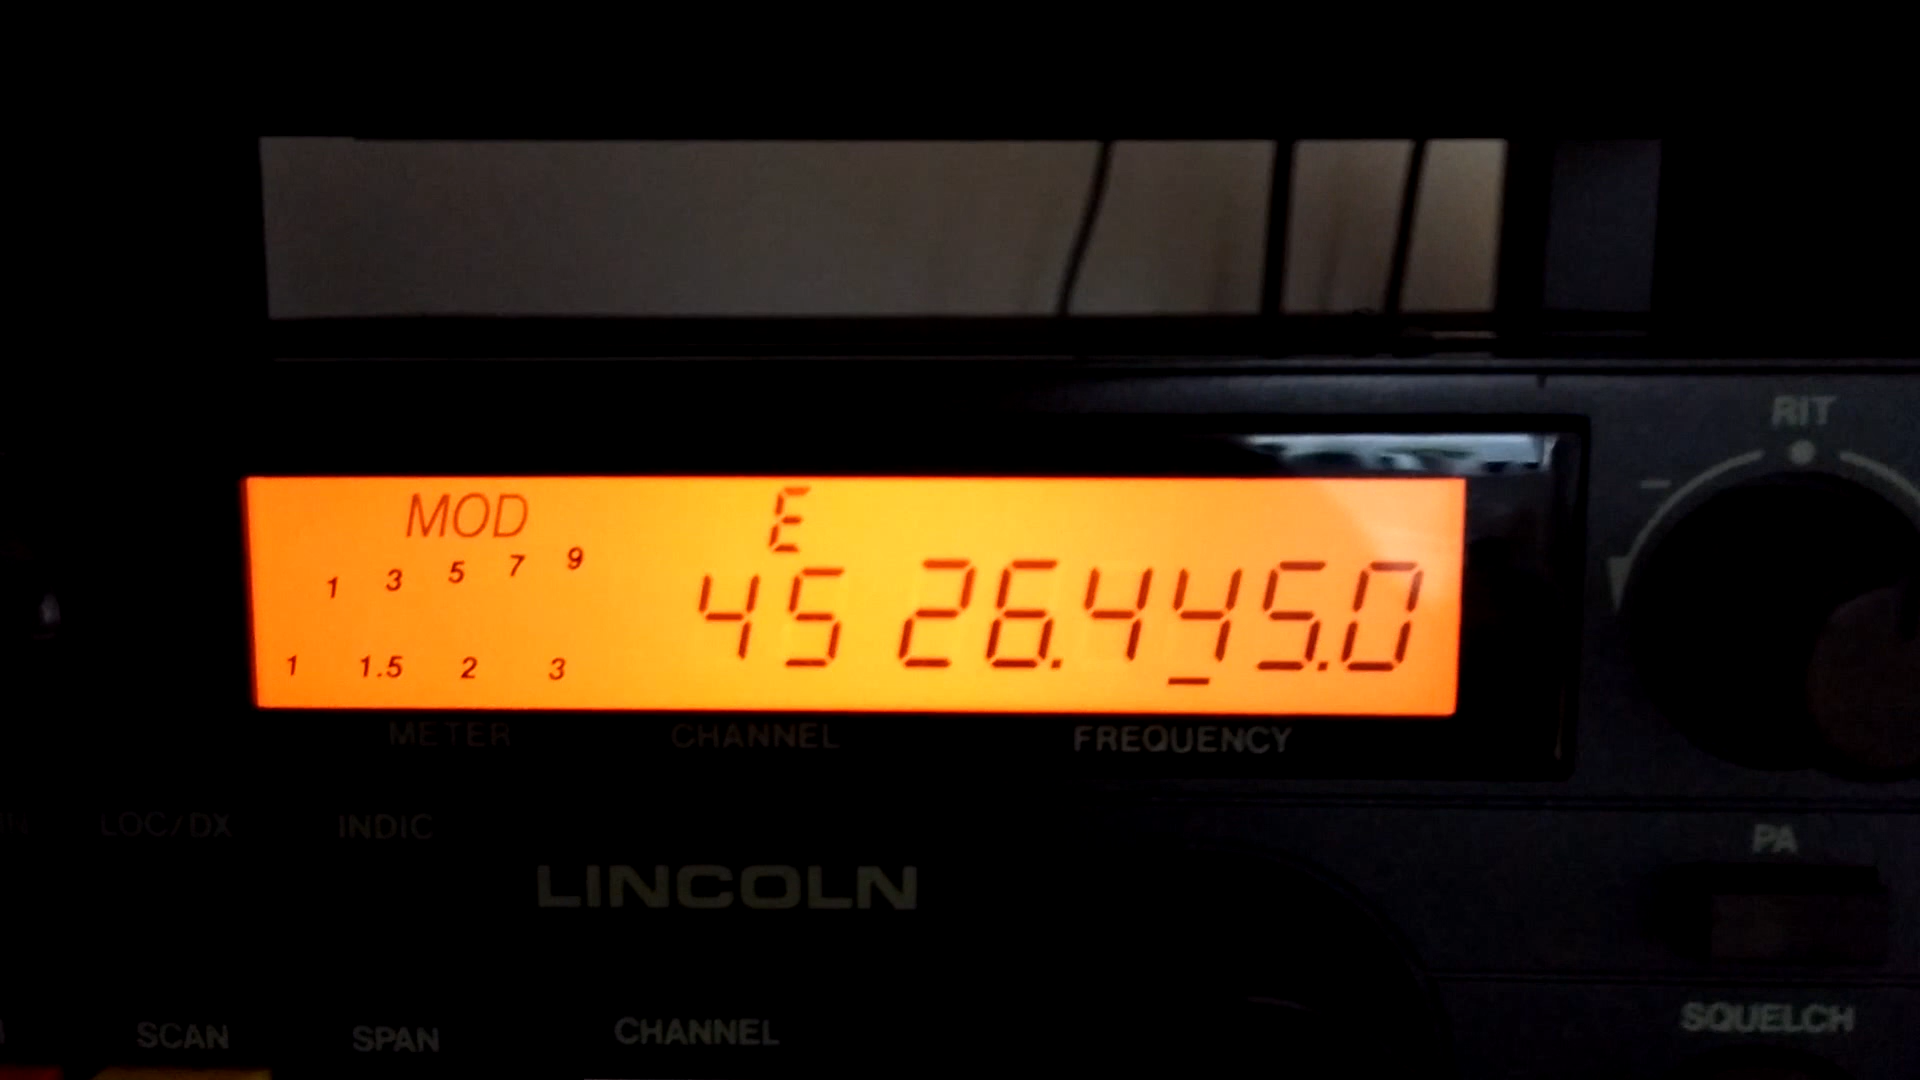 RIT
MOD E
1 3 5 7 9
45 26.445.0
1 1.5 2 3
METER CHANNEL FREQUENCY
LOC/DX INDIC PA
LINCOLN
SCAN SPAN CHANNEL SQUELCH